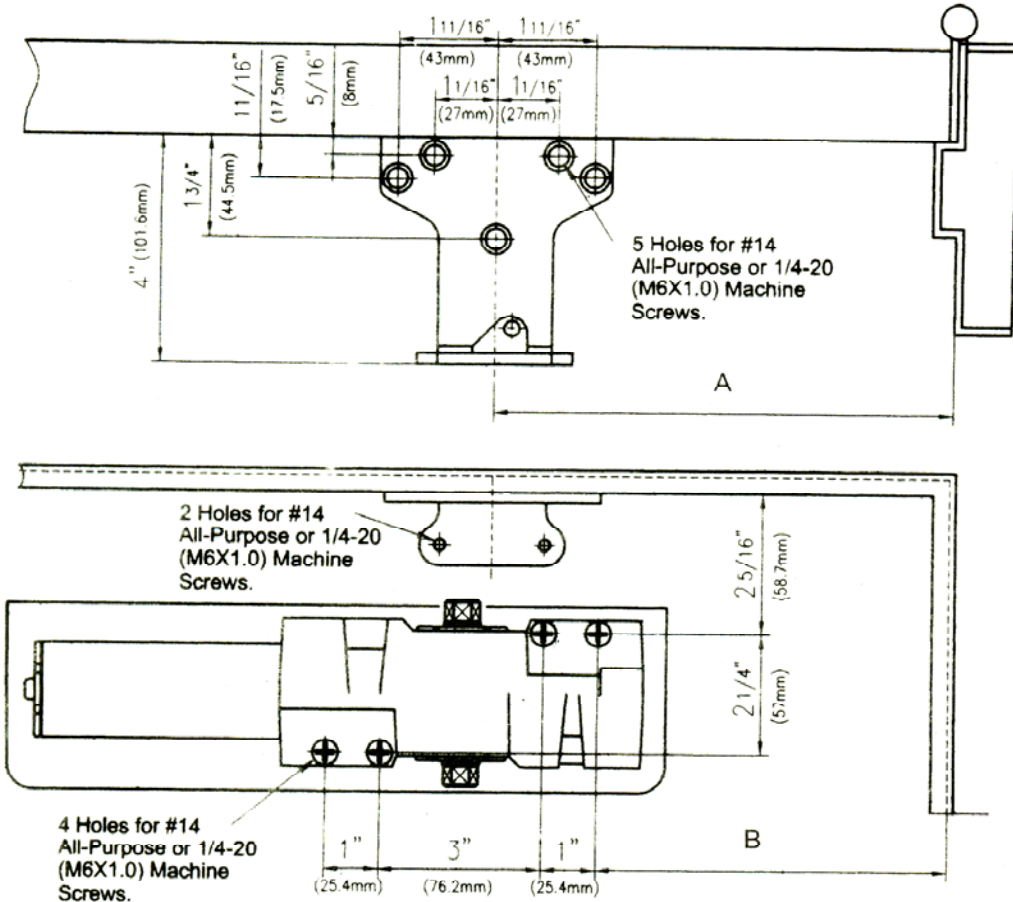 1 11/16" 1 11/16"
(43mm) (43mm)
1 1/16" 1 1/16"
(27mm) (27mm)
11/16"
(17.5mm)
5/16"
(8mm)
1 3/4"
(44.5mm)
4" (101.6mm)
5 Holes for #14
All-Purpose or 1/4-20
(M6X1.0) Machine
Screws.
A
2 Holes for #14
All-Purpose or 1/4-20
(M6X1.0) Machine
Screws.
2 5/16"
(58.7mm)
2 1/4"
(57mm)
4 Holes for #14
All-Purpose or 1/4-20
(M6X1.0) Machine
Screws.
1" 3" 1" B
(25.4mm) (76.2mm) (25.4mm)